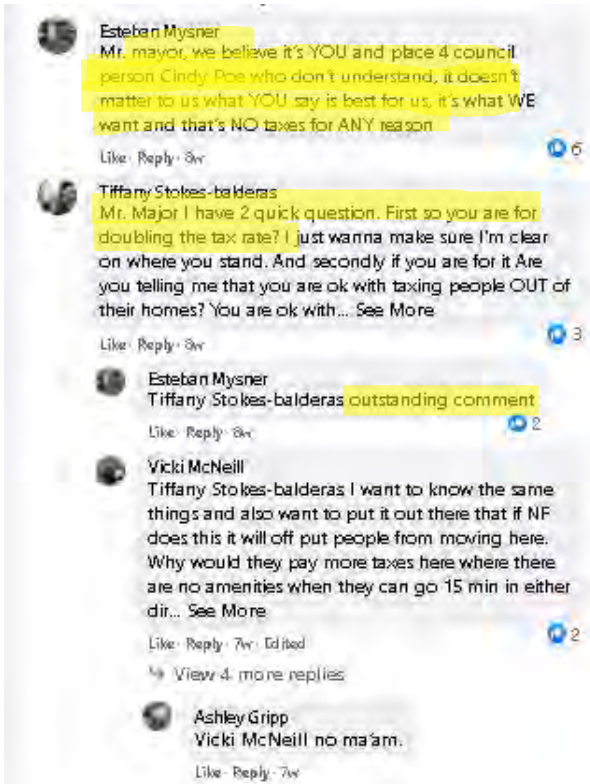 Esteban Mysner
Mr. mayor, we believe it's YOU and place 4 council
person Cindy Poe who don't understand, it doesn't
matter to us what YOU say is best for us, it's what WE
want and that's NO taxes for ANY reason
Like · Reply · 8w
6
Tiffany Stokes-balderas
Mr. Major I have 2 quick question. First so you are for
doubling the tax rate? I just wanna make sure I'm clear
on where you stand. And secondly if you are for it Are
you telling me that you are ok with taxing people OUT of
their homes? You are ok with... See More
3
Like · Reply · 8w
Esteban Mysner
Tiffany Stokes-balderas outstanding comment
2
Like · Reply · 8w
Vicki McNeill
Tiffany Stokes-balderas I want to know the same
things and also want to put it out there that if NF
does this it will off put people from moving here.
Why would they pay more taxes here where there
are no amenities when they can go 15 min in either
dir... See More
2
Like · Reply · 7w · Edited
View 4 more replies
Ashley Gripp
Vicki McNeill no ma'am.
Like · Reply · 7w